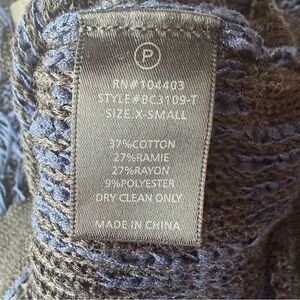 P
RN#104403
STYLE#BC3109-T
SIZE.X-SMALL
37%COTTON
27%RAMIE
27%RAYON
9%POLYESTER
DRY CLEAN ONLY
MADE IN CHINA